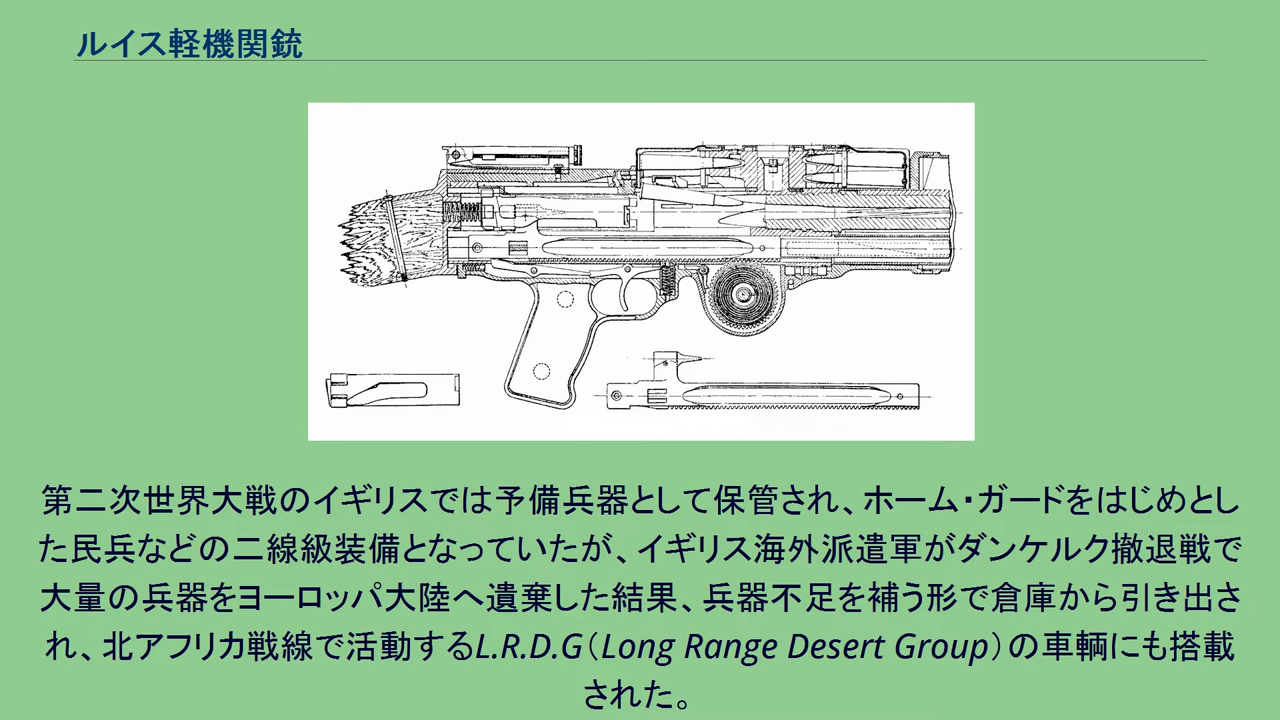 ルイス軽機関銃
第二次世界大戦のイギリスでは予備兵器として保管され、ホーム・ガードをはじめとし
た民兵などの二線級装備となっていたが、イギリス海外派遣軍がダンケルク撤退戦で
大量の兵器をヨーロッパ大陸へ遺棄した結果、兵器不足を補う形で倉庫から引き出さ
れ、北アフリカ戦線で活動するL.R.D.G（Long Range Desert Group）の車輌にも搭載
された。